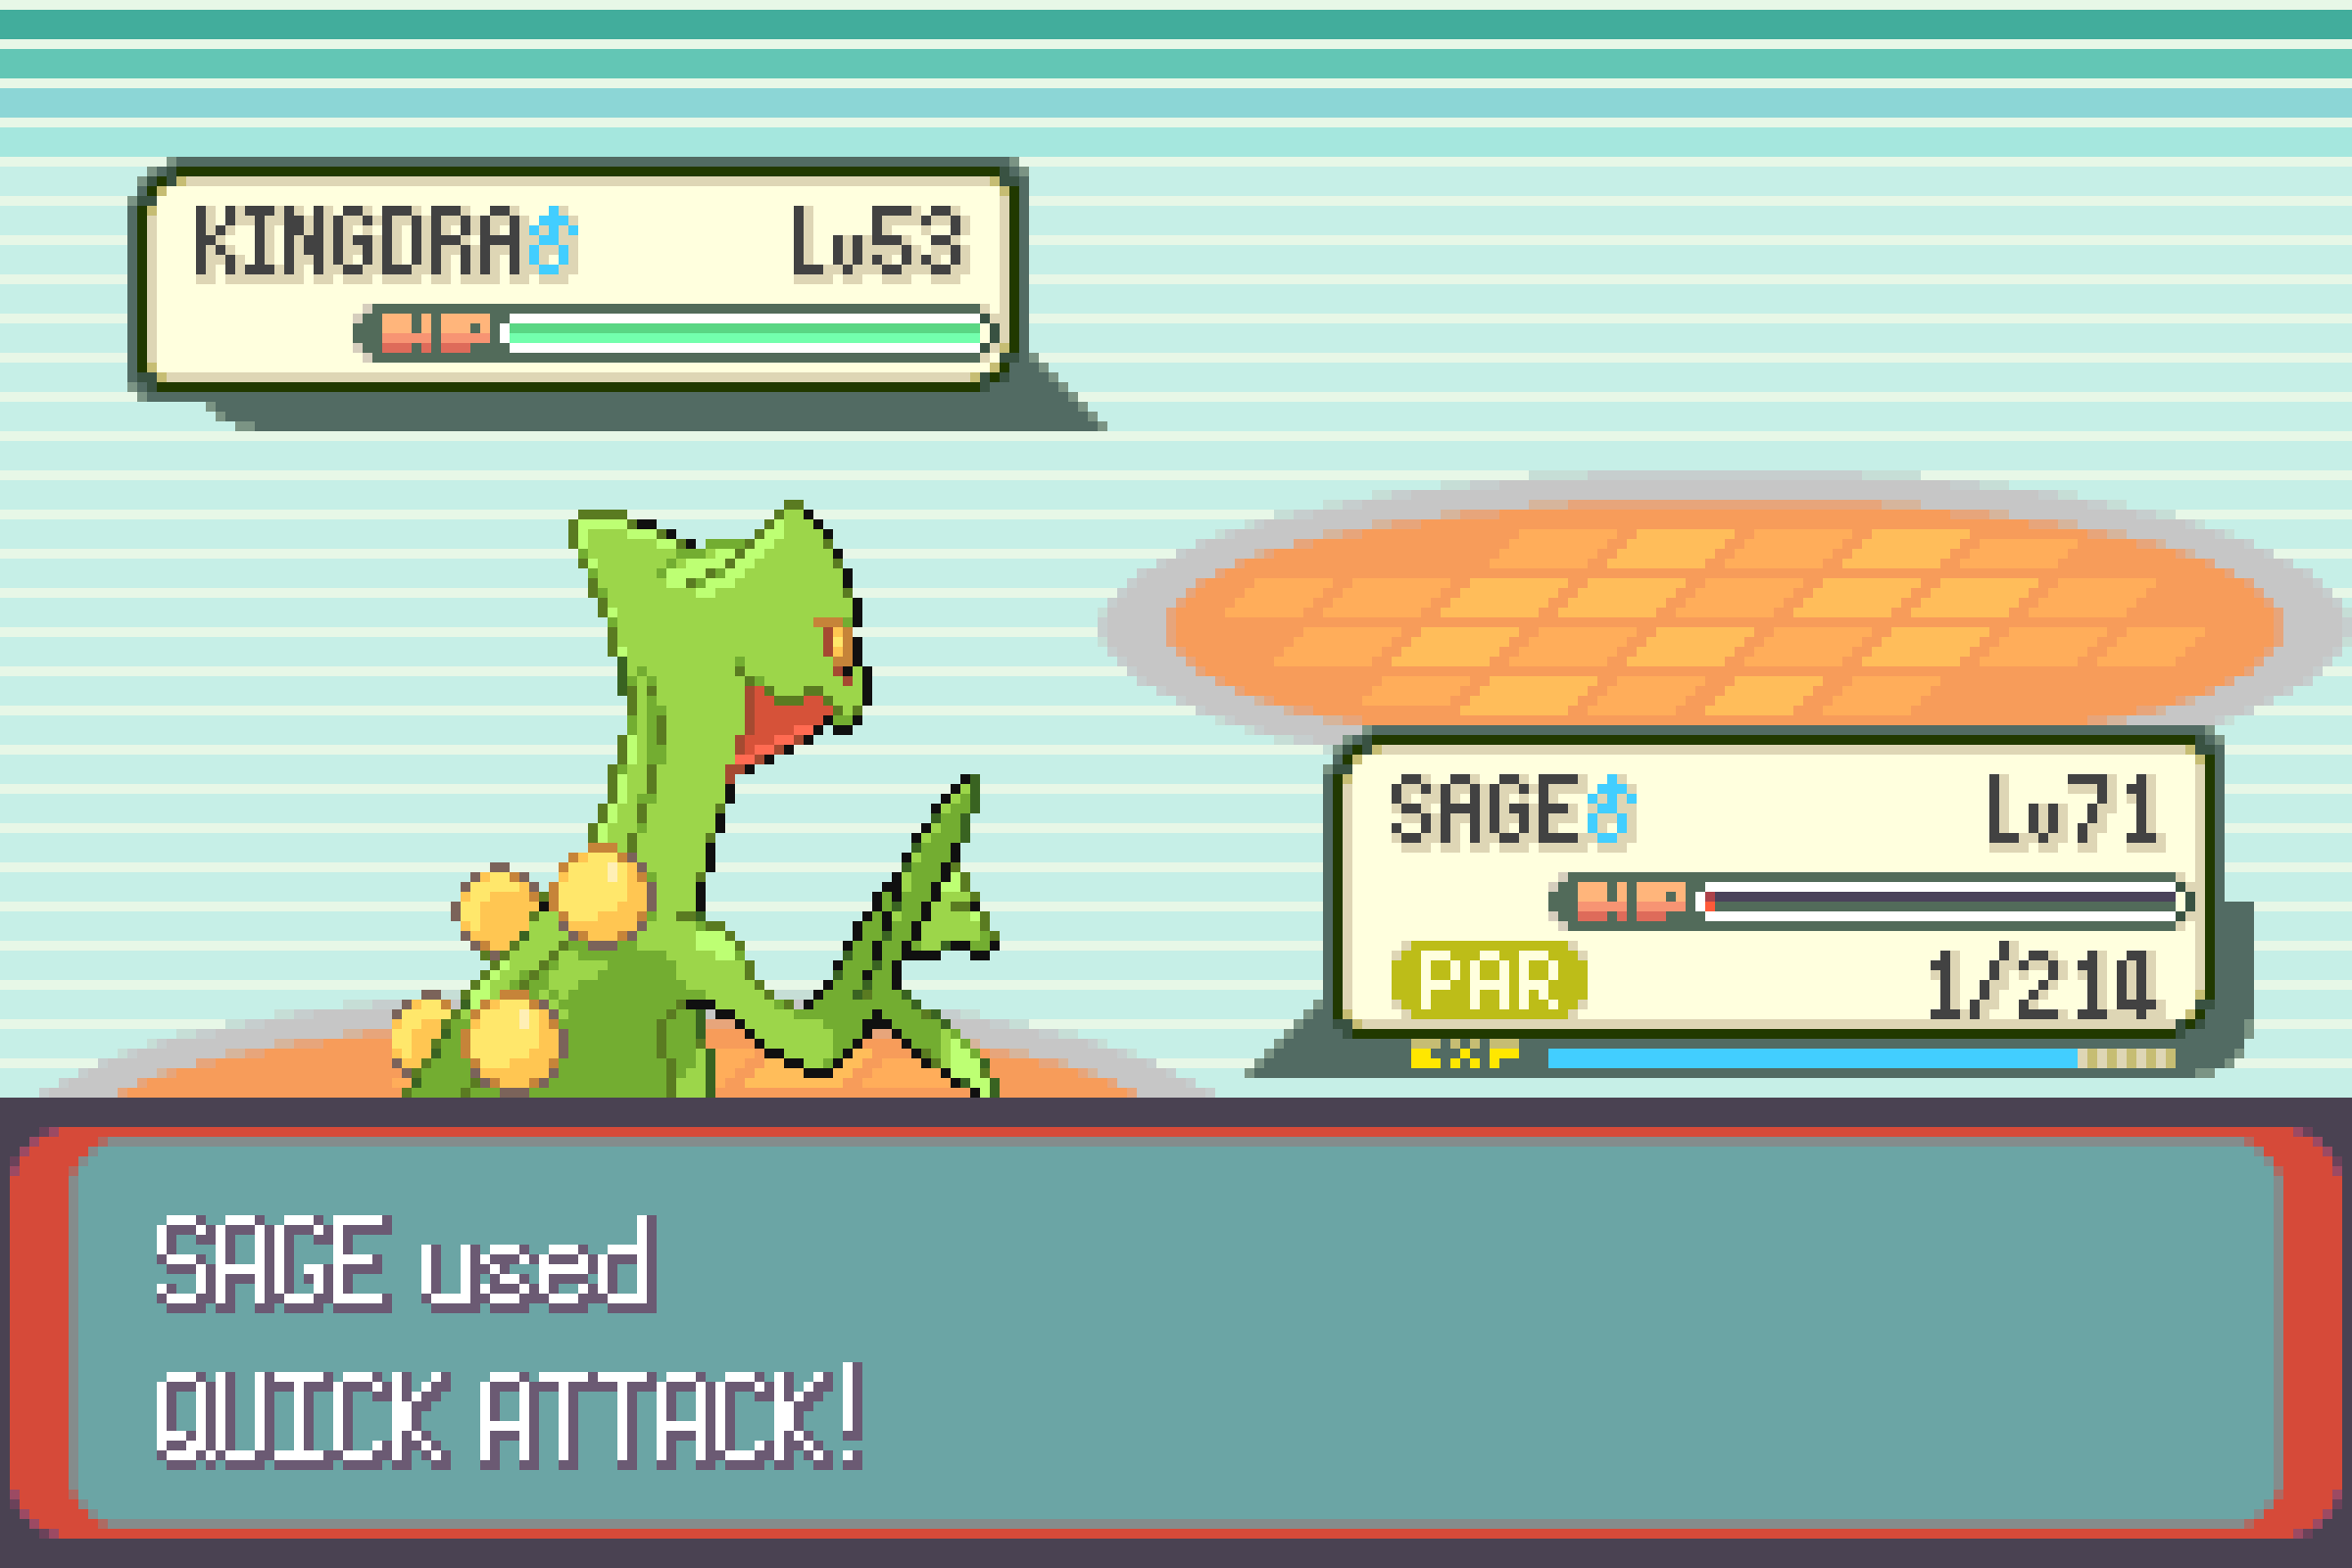 KINGDRA♂ Lv53
HP
SAGE♂ Lv71
HP
PAR 1/214
EXP
SAGE used
QUICK ATTACK!